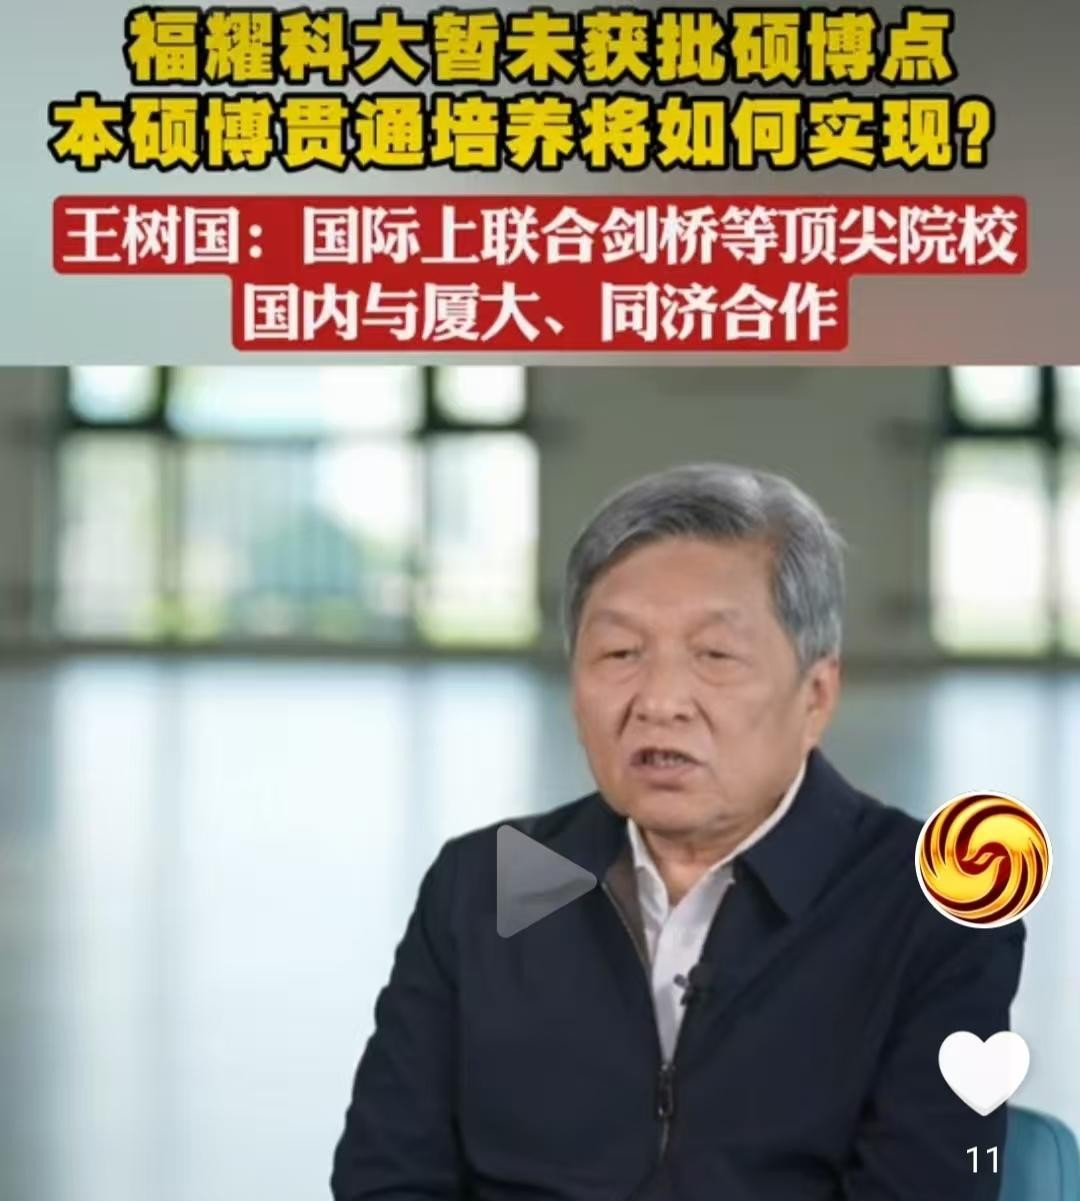 福耀科大暂未获批硕博点
本硕博贯通培养将如何实现?
王树国：国际上联合剑桥等顶尖院校
国内与厦大、同济合作
11